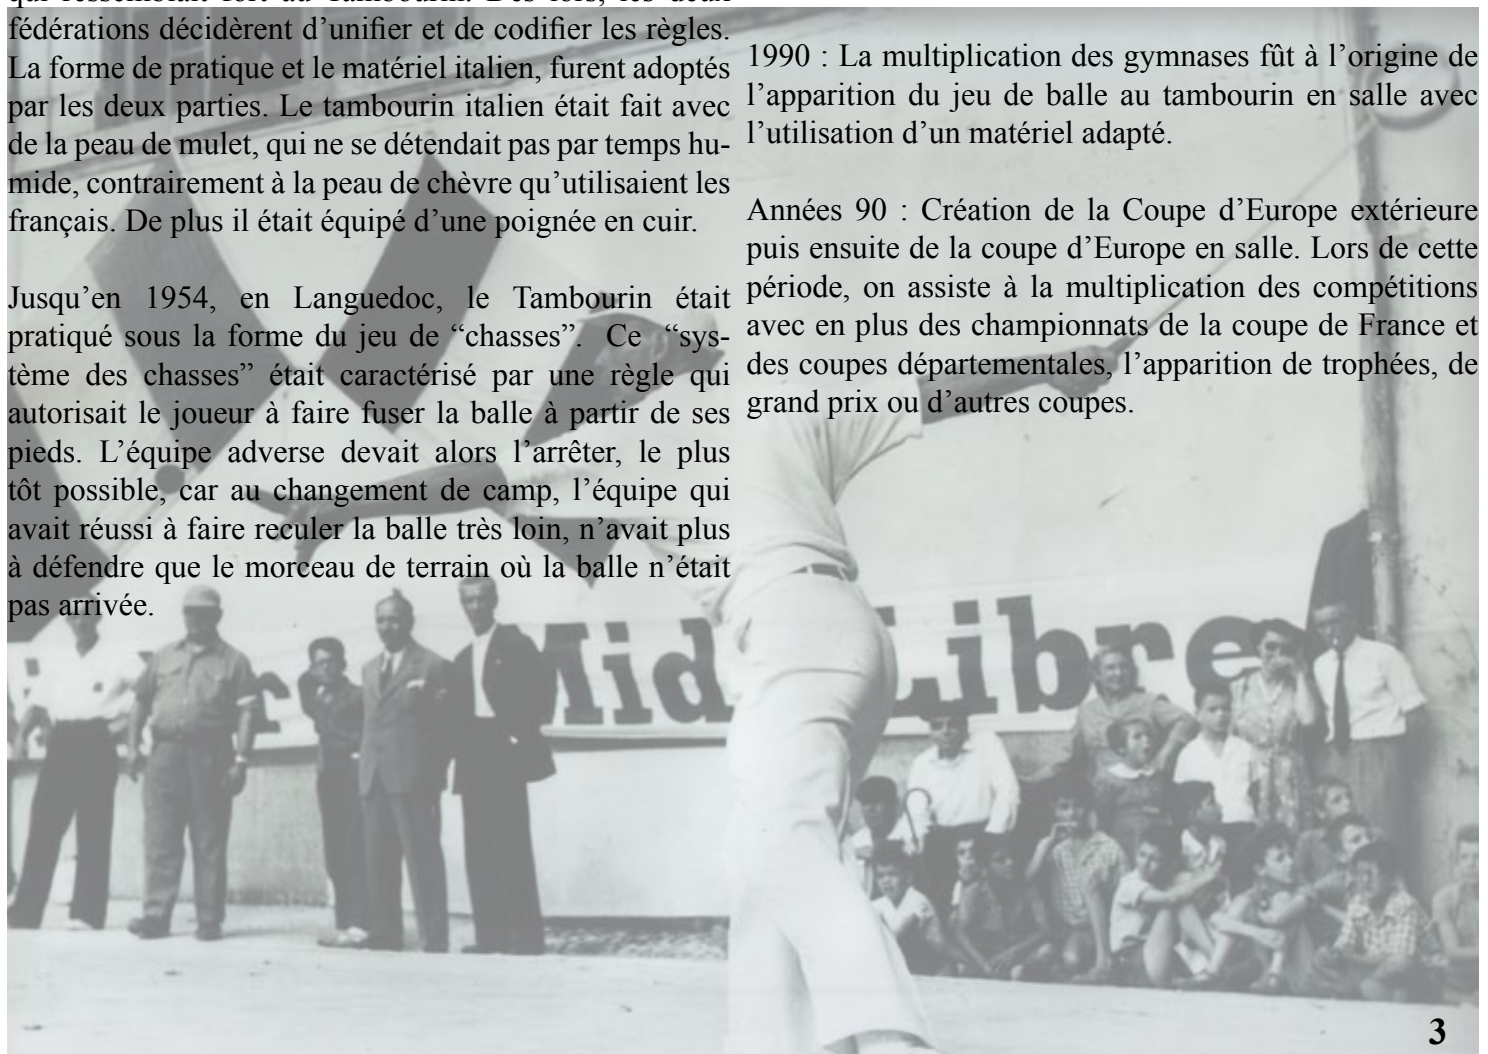 qui ressemblait fort au Tambourin. Dès lors, les deux
fédérations décidèrent d’unifier et de codifier les règles.
La forme de pratique et le matériel italien, furent adoptés
par les deux parties. Le tambourin italien était fait avec
de la peau de mulet, qui ne se détendait pas par temps hu-
mide, contrairement à la peau de chèvre qu’utilisaient les
français. De plus il était équipé d’une poignée en cuir.
Jusqu’en 1954, en Languedoc, le Tambourin était
pratiqué sous la forme du jeu de “chasses”. Ce “sys-
tème des chasses” était caractérisé par une règle qui
autorisait le joueur à faire fuser la balle à partir de ses
pieds. L’équipe adverse devait alors l’arrêter, le plus
tôt possible, car au changement de camp, l’équipe qui
avait réussi à faire reculer la balle très loin, n’avait plus
à défendre que le morceau de terrain où la balle n’était
pas arrivée.
1990 : La multiplication des gymnases fût à l’origine de
l’apparition du jeu de balle au tambourin en salle avec
l’utilisation d’un matériel adapté.
Années 90 : Création de la Coupe d’Europe extérieure
puis ensuite de la coupe d’Europe en salle. Lors de cette
période, on assiste à la multiplication des compétitions
avec en plus des championnats de la coupe de France et
des coupes départementales, l’apparition de trophées, de
grand prix ou d’autres coupes.
Mid Libre
3